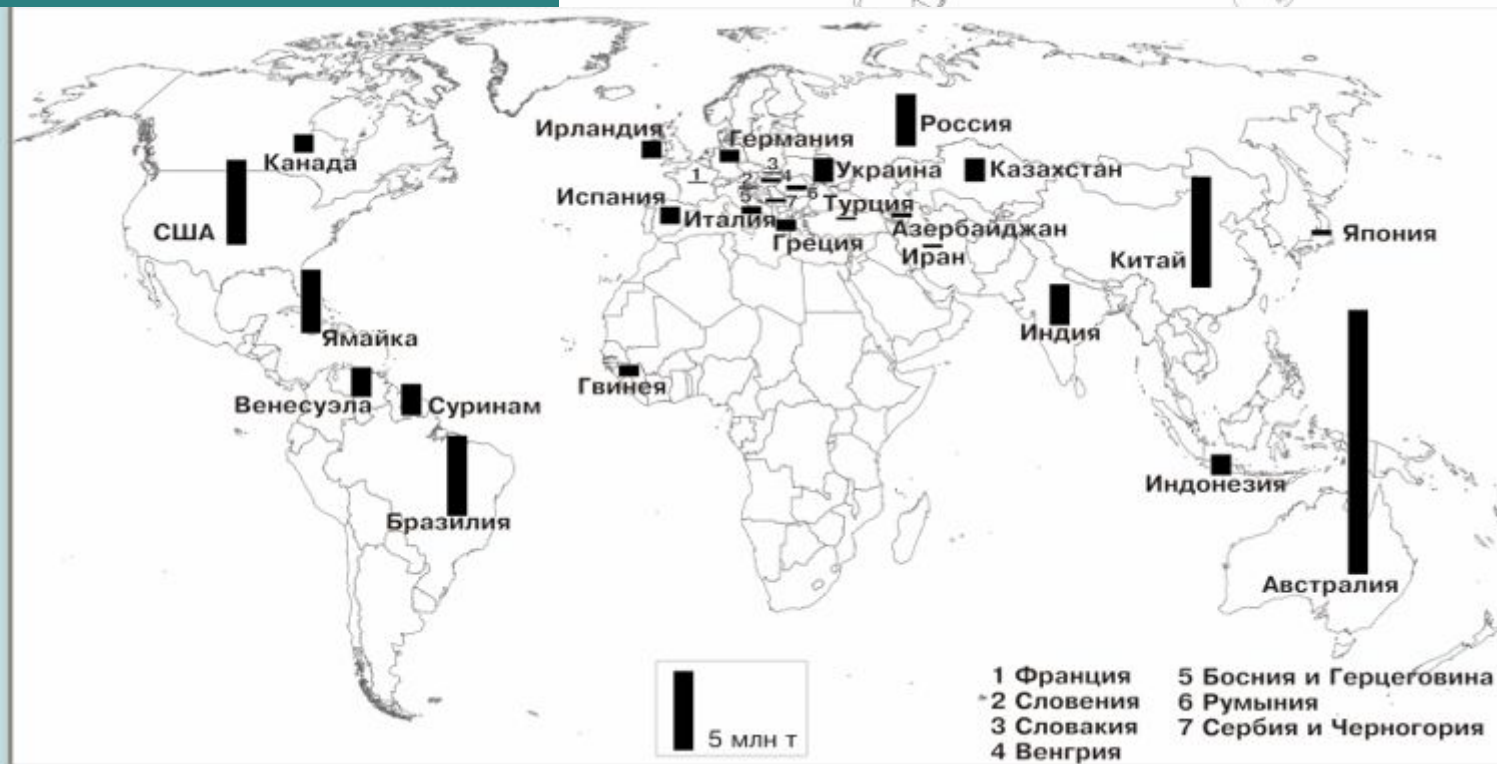 Канада
США
Ямайка
Венесуэла
Суринам
Бразилия
Ирландия
Германия
Россия
Украина
Казахстан
1
2
3
4
5
6
7
Испания
Италия
Греция
Турция
Азербайджан
Иран
Китай
Япония
Индия
Гвинея
Индонезия
Австралия
5 млн т
1 Франция
2 Словения
3 Словакия
4 Венгрия
5 Босния и Герцеговина
6 Румыния
7 Сербия и Черногория